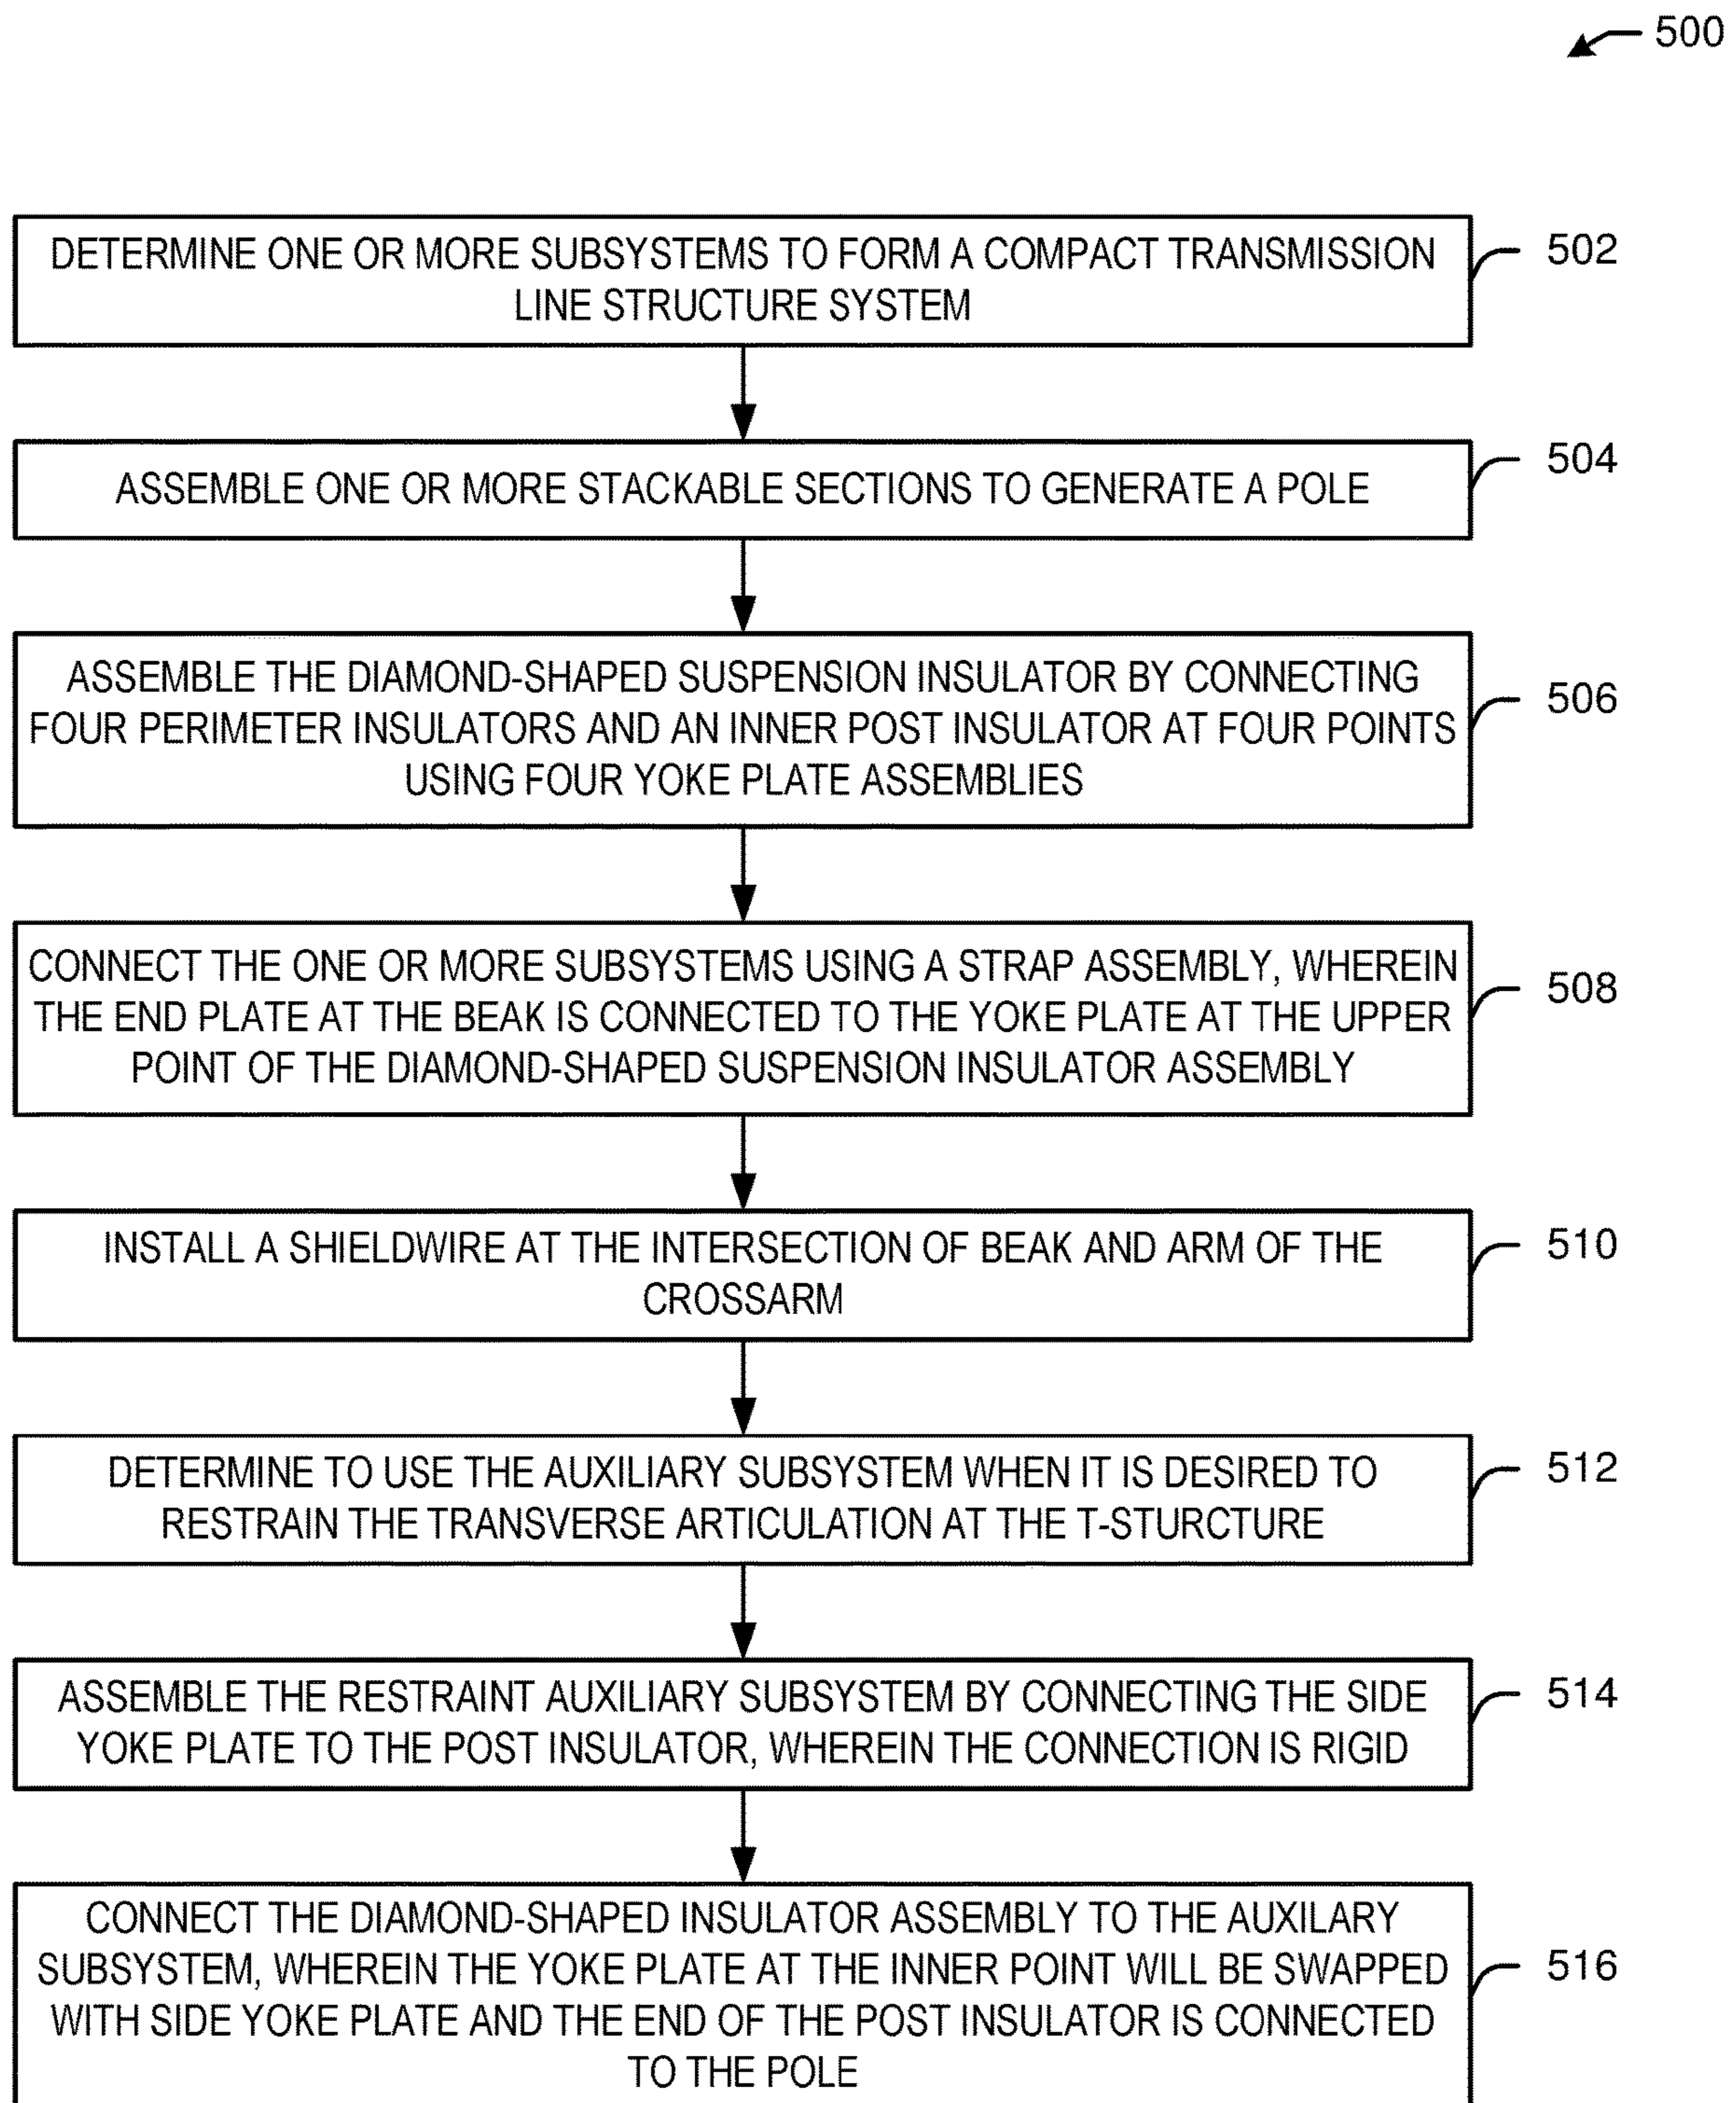 500
DETERMINE ONE OR MORE SUBSYSTEMS TO FORM A COMPACT TRANSMISSION
LINE STRUCTURE SYSTEM
502
ASSEMBLE ONE OR MORE STACKABLE SECTIONS TO GENERATE A POLE
504
ASSEMBLE THE DIAMOND-SHAPED SUSPENSION INSULATOR BY CONNECTING
FOUR PERIMETER INSULATORS AND AN INNER POST INSULATOR AT FOUR POINTS
USING FOUR YOKE PLATE ASSEMBLIES
506
CONNECT THE ONE OR MORE SUBSYSTEMS USING A STRAP ASSEMBLY, WHEREIN
THE END PLATE AT THE BEAK IS CONNECTED TO THE YOKE PLATE AT THE UPPER
POINT OF THE DIAMOND-SHAPED SUSPENSION INSULATOR ASSEMBLY
508
INSTALL A SHIELDWIRE AT THE INTERSECTION OF BEAK AND ARM OF THE
CROSSARM
510
DETERMINE TO USE THE AUXILIARY SUBSYSTEM WHEN IT IS DESIRED TO
RESTRAIN THE TRANSVERSE ARTICULATION AT THE T-STURCTURE
512
ASSEMBLE THE RESTRAINT AUXILIARY SUBSYSTEM BY CONNECTING THE SIDE
YOKE PLATE TO THE POST INSULATOR, WHEREIN THE CONNECTION IS RIGID
514
CONNECT THE DIAMOND-SHAPED INSULATOR ASSEMBLY TO THE AUXILARY
SUBSYSTEM, WHEREIN THE YOKE PLATE AT THE INNER POINT WILL BE SWAPPED
WITH SIDE YOKE PLATE AND THE END OF THE POST INSULATOR IS CONNECTED
TO THE POLE
516